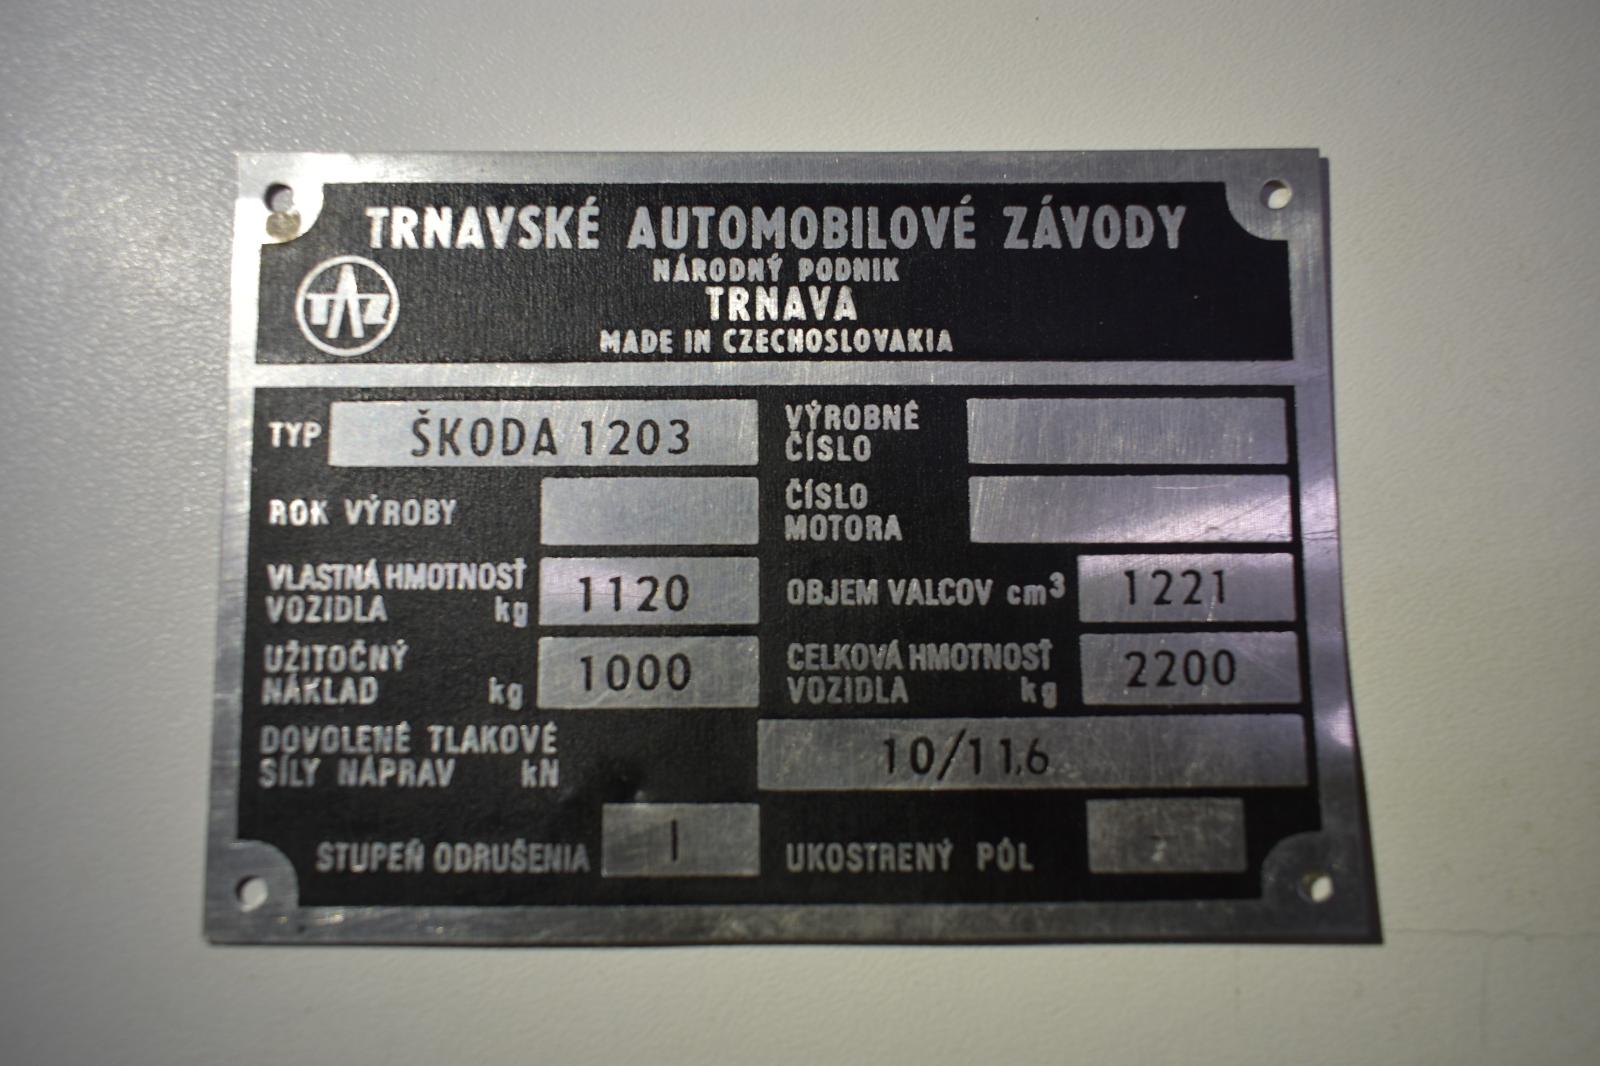 TRNAVSKÉ AUTOMOBILOVÉ ZÁVODY
NÁRODNÝ PODNIK
TAZ
TRNAVA
MADE IN CZECHOSLOVAKIA
TYP ŠKODA 1203
VÝROBNÉ
ČÍSLO
ROK VÝROBY
ČÍSLO
MOTORA
VLASTNÁ HMOTNOSŤ
VOZIDLA kg 1120
OBJEM VALCOV cm³ 1221
UŽITOČNÝ
NÁKLAD kg 1000
CELKOVÁ HMOTNOSŤ
VOZIDLA kg 2200
DOVOLENÉ TLAKOVÉ
SÍLY NÁPRAV kN 10/11,6
STUPEŇ ODRUŠENIA 1
UKOSTRENÝ PÓL -